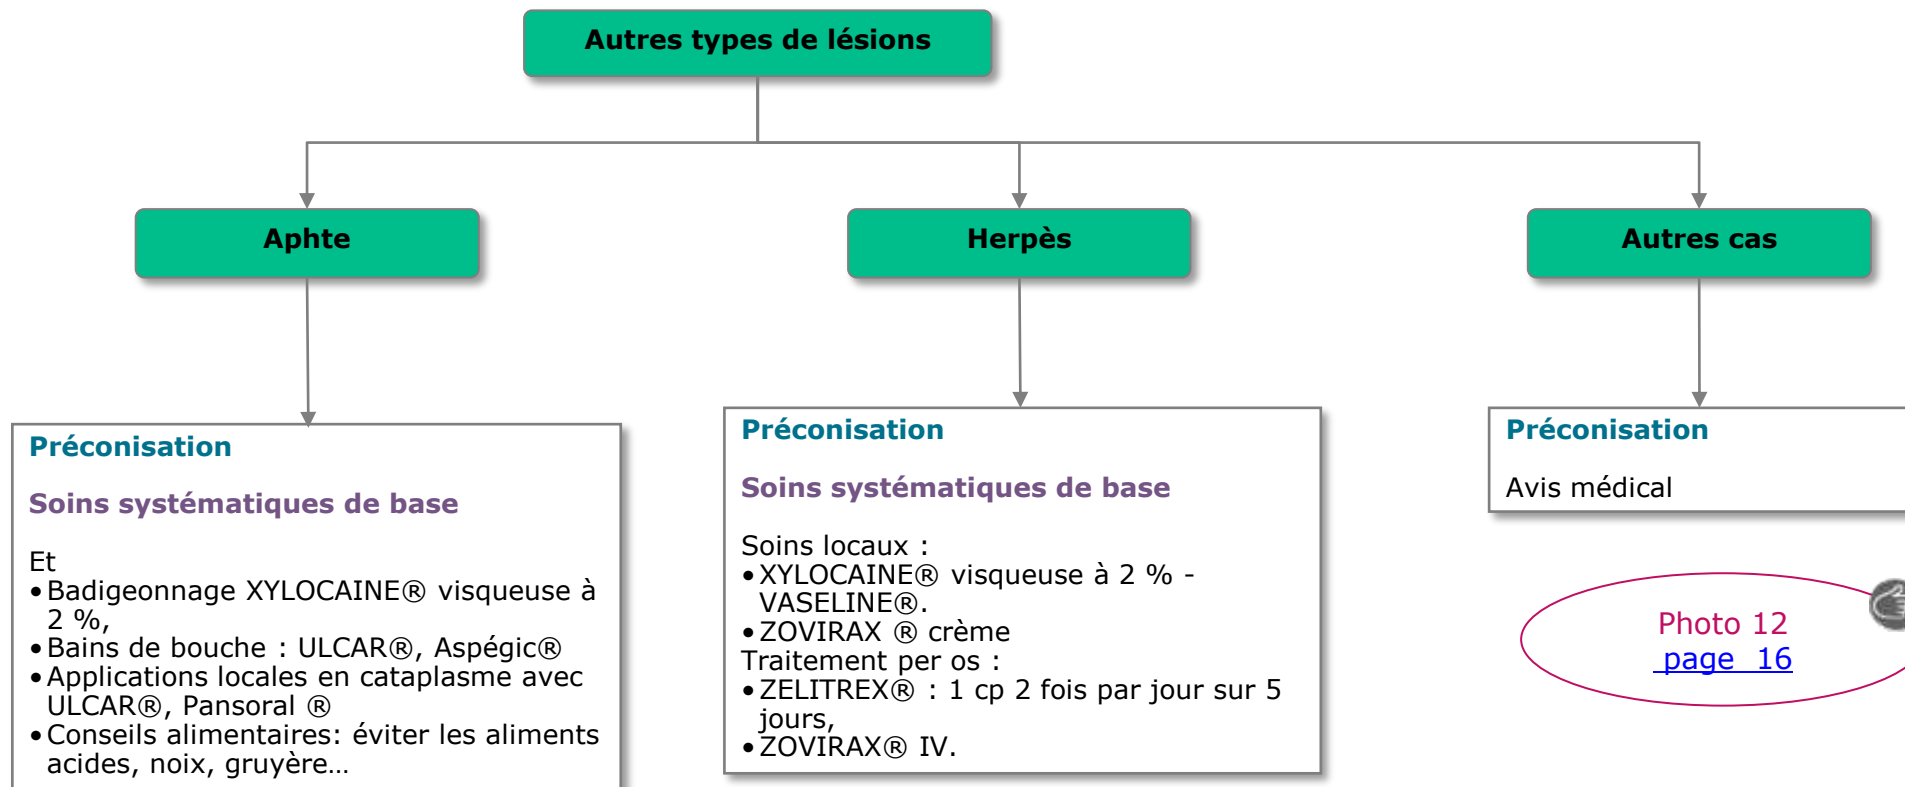 Autres types de lésions
Aphte
Herpès
Autres cas
Préconisation
Soins systématiques de base
Et
•Badigeonnage XYLOCAINE® visqueuse à
2 %,
•Bains de bouche : ULCAR®, Aspégic®
•Applications locales en cataplasme avec
ULCAR®, Pansoral ®
•Conseils alimentaires: éviter les aliments
acides, noix, gruyère…
Préconisation
Soins systématiques de base
Soins locaux :
•XYLOCAINE® visqueuse à 2 % -
VASELINE®.
•ZOVIRAX ® crème
Traitement per os :
•ZELITREX® : 1 cp 2 fois par jour sur 5
jours,
•ZOVIRAX® IV.
Préconisation
Avis médical
Photo 12
page 16